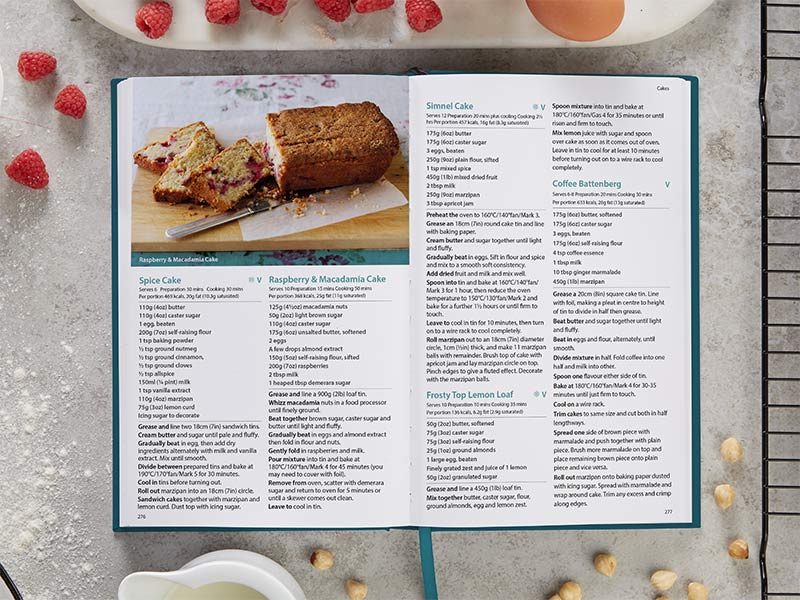 Raspberry & Macadamia Cake
Spice Cake V
Serves 6 Preparation 30 mins Cooking 30 mins
Per portion 469 kcals, 20g fat (10.3g saturated)
110g (4oz) butter
110g (4oz) caster sugar
1 egg, beaten
200g (7oz) self-raising flour
1 tsp baking powder
½ tsp ground nutmeg
½ tsp ground cinnamon,
½ tsp ground cloves
½ tsp allspice
150ml (¼ pint) milk
1 tsp vanilla extract
110g (4oz) marzipan
75g (3oz) lemon curd
Icing sugar to decorate
Grease and line two 18cm (7in) sandwich tins.
Cream butter and sugar until pale and fluffy.
Gradually beat in egg, then add dry
ingredients alternately with milk and vanilla
extract. Mix until smooth.
Divide between prepared tins and bake at
190°C/170°fan/Mark 5 for 30 minutes.
Cool in tins before turning out.
Roll out marzipan into an 18cm (7in) circle.
Sandwich cakes together with marzipan and
lemon curd. Dust top with icing sugar.
276
Raspberry & Macadamia Cake
Serves 10 Preparation 15 mins Cooking 50 mins
Per portion 368 kcals, 25g fat (11g saturated)
125g (4½oz) macadamia nuts
50g (2oz) light brown sugar
110g (4oz) caster sugar
175g (6oz) unsalted butter, softened
2 eggs
A few drops almond extract
150g (5oz) self-raising flour, sifted
200g (7oz) raspberries
2 tbsp milk
1 heaped tbsp demerara sugar
Grease and line a 900g (2lb) loaf tin.
Whizz macadamia nuts in a food processor
until finely ground.
Beat together brown sugar, caster sugar and
butter until light and fluffy.
Gradually beat in eggs and almond extract
then fold in flour and nuts.
Gently fold in raspberries and milk.
Pour mixture into tin and bake at
180°C/160°fan/Mark 4 for 45 minutes (you
may need to cover with foil).
Remove from oven, scatter with demerara
sugar and return to oven for 5 minutes or
until a skewer comes out clean.
Leave to cool in tin.
Cakes
Simnel Cake V
Serves 12 Preparation 20 mins plus cooling Cooking 2½
hrs Per portion 457 kcals, 16g fat (8.3g saturated)
175g (6oz) butter
175g (6oz) caster sugar
3 eggs, beaten
250g (9oz) plain flour, sifted
1 tsp mixed spice
450g (1lb) mixed dried fruit
2 tbsp milk
250g (9oz) marzipan
3 tbsp apricot jam
Preheat the oven to 160°C/140°fan/Mark 3.
Grease an 18cm (7in) round cake tin and line
with baking paper.
Cream butter and sugar together until light
and fluffy.
Gradually beat in eggs. Sift in flour and spice
and mix to a smooth soft consistency.
Add dried fruit and milk and mix well.
Spoon into tin and bake at 160°C/140°fan/
Mark 3 for 1 hour, then reduce the oven
temperature to 150°C/130°fan/Mark 2 and
bake for a further 1½ hours or until firm to
touch.
Leave to cool in tin for 10 minutes, then turn
on to a wire rack to cool completely.
Roll marzipan out to an 18cm (7in) diameter
circle, 1cm (½in) thick, and make 11 marzipan
balls with remainder. Brush top of cake with
apricot jam and lay marzipan circle on top.
Pinch edges to give a fluted effect. Decorate
with the marzipan balls.
Frosty Top Lemon Loaf V
Serves 10 Preparation 10 mins Cooking 35 mins
Per portion 136 kcals, 6.2g fat (2.9g saturated)
50g (2oz) butter, softened
75g (3oz) caster sugar
75g (3oz) self-raising flour
25g (1oz) ground almonds
1 large egg, beaten
Finely grated zest and juice of 1 lemon
50g (2oz) granulated sugar
Grease and line a 450g (1lb) loaf tin.
Mix together butter, caster sugar, flour,
ground almonds, egg and lemon zest.
Spoon mixture into tin and bake at
180°C/160°fan/Gas 4 for 35 minutes or until
risen and firm to touch.
Mix lemon juice with sugar and spoon
over cake as soon as it comes out of oven.
Leave in tin to cool for at least 10 minutes
before turning out on to a wire rack to cool
completely.
Coffee Battenberg V
Serves 6-8 Preparation 20 mins Cooking 30 mins
Per portion 633 kcals, 28g fat (13g saturated)
175g (6oz) butter, softened
175g (6oz) caster sugar
3 eggs, beaten
175g (6oz) self-raising flour
4 tsp coffee essence
1 tbsp milk
10 tbsp ginger marmalade
450g (1lb) marzipan
Grease a 20cm (8in) square cake tin. Line
with foil, making a pleat in centre to height
of tin to divide in half then grease.
Beat butter and sugar together until light
and fluffy.
Beat in eggs and flour, alternately, until
smooth.
Divide mixture in half. Fold coffee into one
half and milk into other.
Spoon one flavour either side of tin.
Bake at 180°C/160°fan/Mark 4 for 30-35
minutes until just firm to touch.
Cool on a wire rack.
Trim cakes to same size and cut both in half
lengthways.
Spread one side of brown piece with
marmalade and push together with plain
piece. Brush more marmalade on top and
place remaining brown piece onto plain
piece and vice versa.
Roll out marzipan onto baking paper dusted
with icing sugar. Spread with marmalade and
wrap around cake. Trim any excess and crimp
along edges.
277